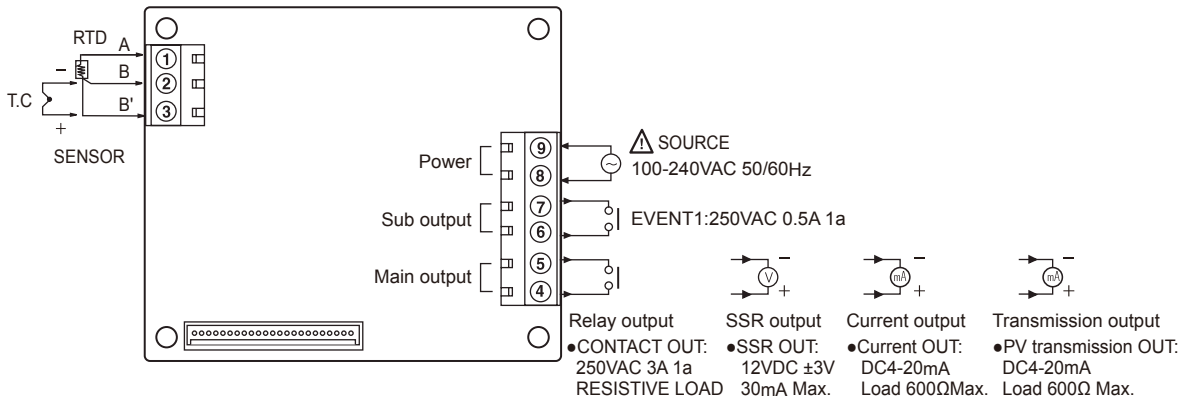 RTD A
− B
T.C
B'
+
SENSOR
1
2
3
Power
Sub output
Main output
9
8
7
6
5
4
SOURCE
100-240VAC 50/60Hz
EVENT1:250VAC 0.5A 1a
V − +
mA − +
mA − +
Relay output
●CONTACT OUT:
250VAC 3A 1a
RESISTIVE LOAD
SSR output
●SSR OUT:
12VDC ±3V
30mA Max.
Current output
●Current OUT:
DC4-20mA
Load 600ΩMax.
Transmission output
●PV transmission OUT:
DC4-20mA
Load 600Ω Max.